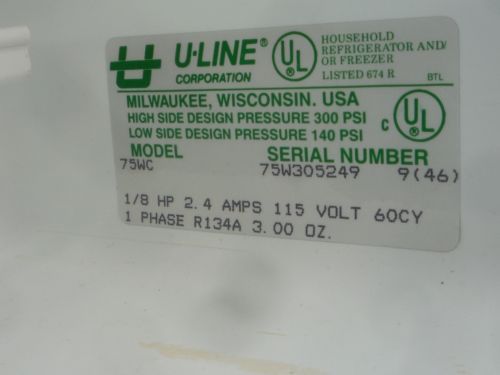 U-LINE®
CORPORATION
UL®
HOUSEHOLD
REFRIGERATOR AND/
OR FREEZER
LISTED 674 R
BTL
MILWAUKEE, WISCONSIN. USA
HIGH SIDE DESIGN PRESSURE 300 PSI
LOW SIDE DESIGN PRESSURE 140 PSI
C UL®
MODEL SERIAL NUMBER
75WC 75W305249 9(46)
1/8 HP 2.4 AMPS 115 VOLT 60CY
1 PHASE R134A 3.00 OZ.